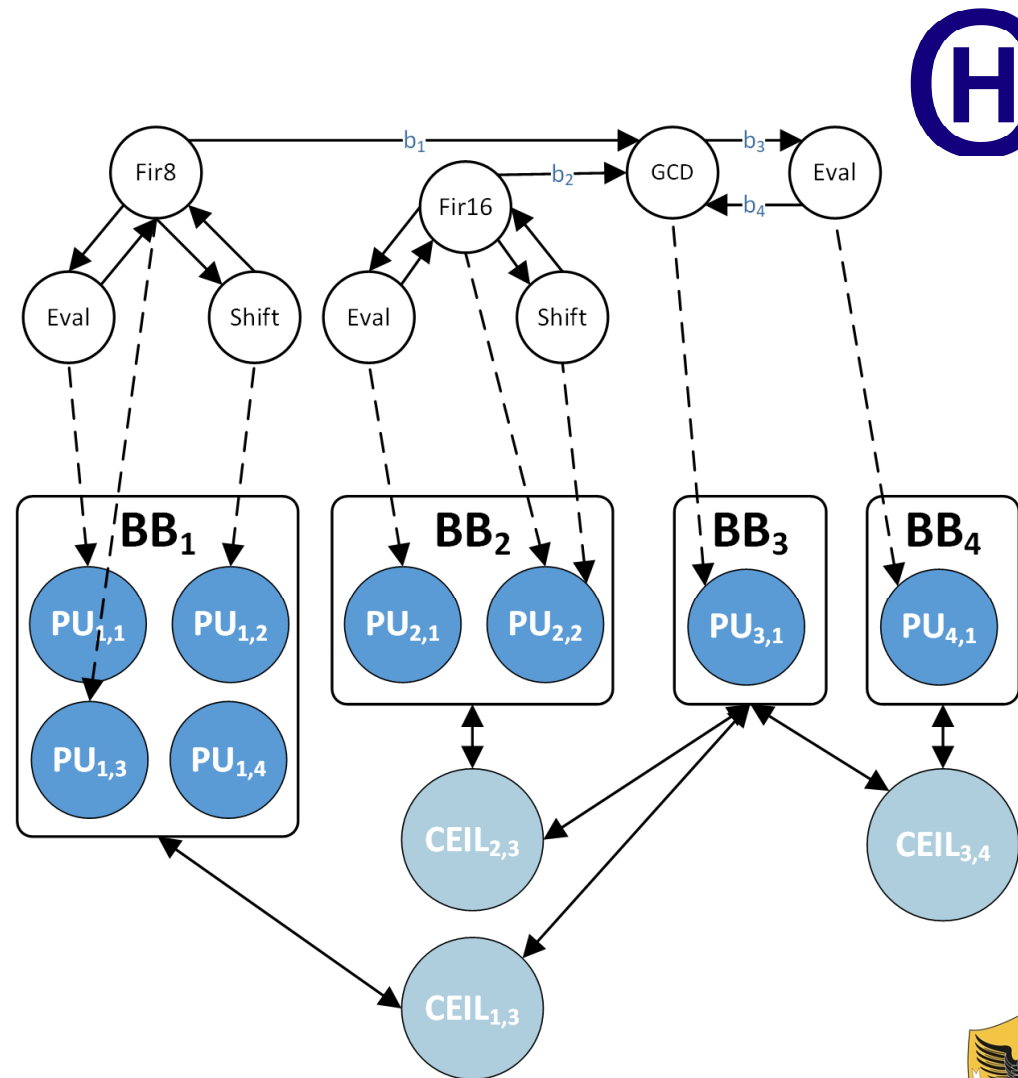 H
b₁
Fir8
b₂
GCD
b₃
Eval
Fir16
b₄
Eval
Shift
Eval
Shift
BB₁
BB₂
BB₃
BB₄
PU₁,₁
PU₁,₂
PU₂,₁
PU₂,₂
PU₃,₁
PU₄,₁
PU₁,₃
PU₁,₄
CEIL₂,₃
CEIL₃,₄
CEIL₁,₃